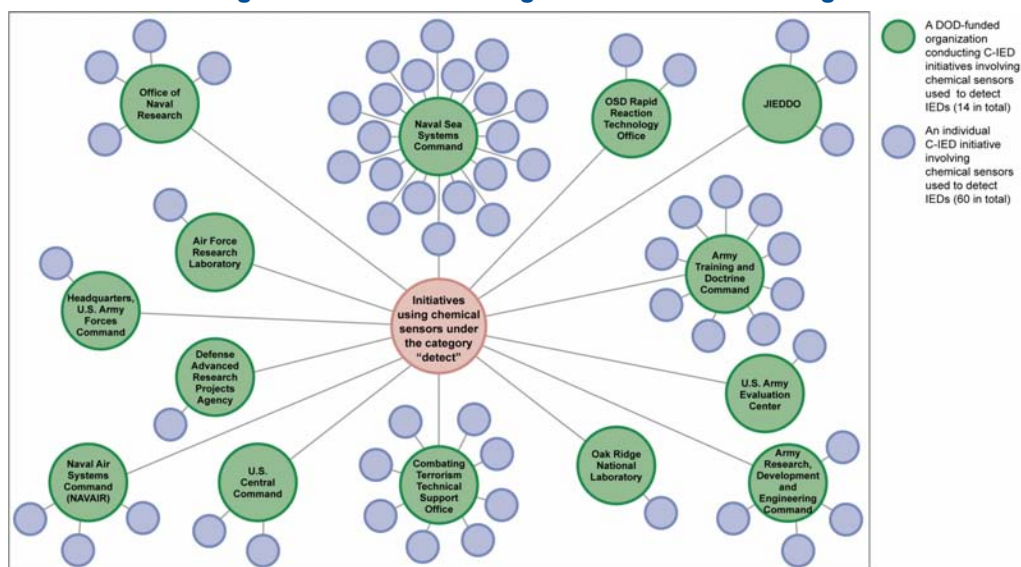 Office of
Naval
Research
Naval Sea
Systems
Command
OSD Rapid
Reaction
Technology
Office
JIEDDO
Air Force
Research
Laboratory
Army
Training and
Doctrine
Command
Headquarters,
U.S. Army
Forces
Command
Initiatives
using chemical
sensors under
the category
“detect”
Defense
Advanced
Research
Projects
Agency
U.S. Army
Evaluation
Center
Naval Air
Systems
Command
(NAVAIR)
U.S.
Central
Command
Combating
Terrorism
Technical
Support
Office
Oak Ridge
National
Laboratory
Army
Research,
Development
and
Engineering
Command
A DOD-funded
organization
conducting C-IED
initiatives involving
chemical sensors
used to detect
IEDs (14 in total)
An individual
C-IED initiative
involving
chemical sensors
used to detect
IEDs (60 in total)